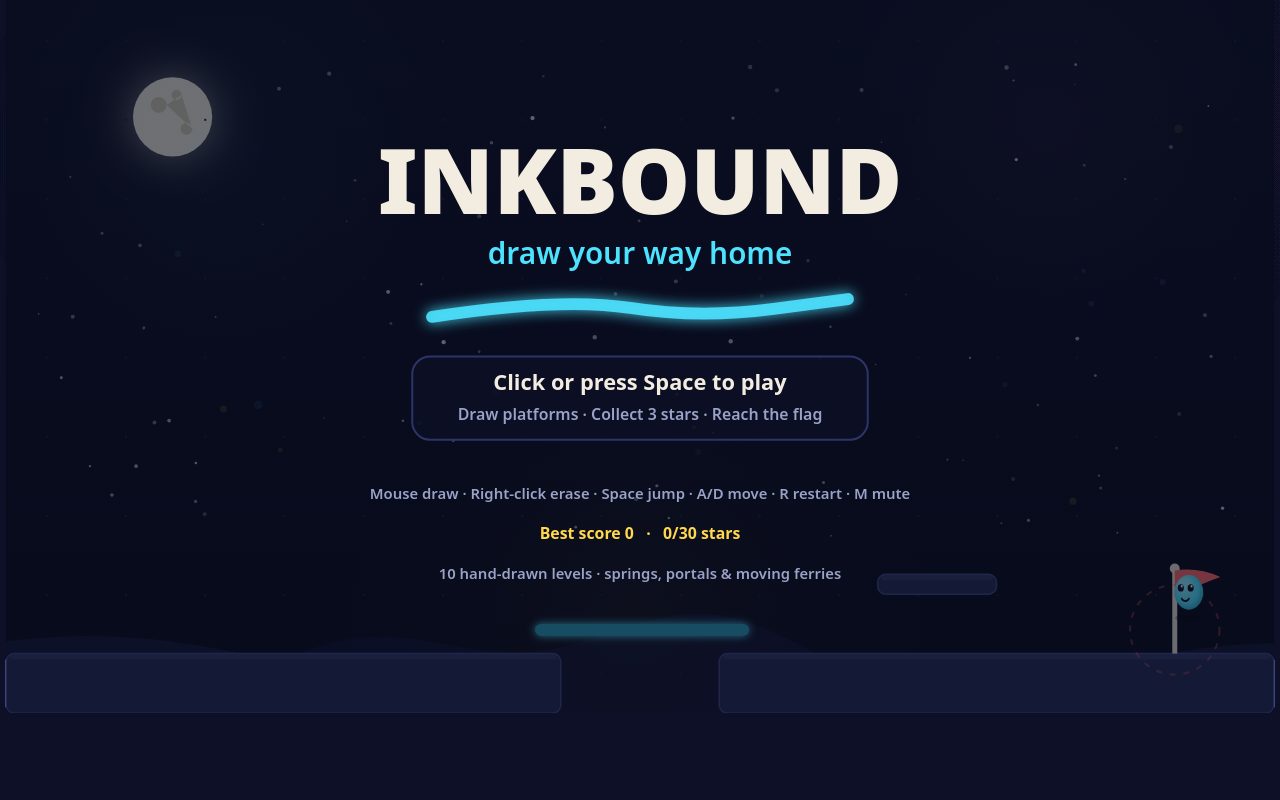 INKBOUND
draw your way home
Click or press Space to play
Draw platforms · Collect 3 stars · Reach the flag
Mouse draw · Right-click erase · Space jump · A/D move · R restart · M mute
Best score 0 · 0/30 stars
10 hand-drawn levels · springs, portals & moving ferries